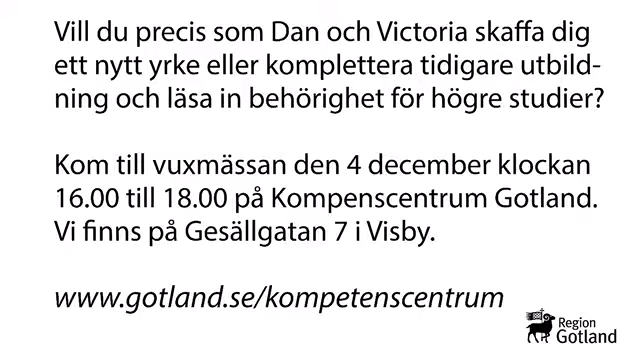 Vill du precis som Dan och Victoria skaffa dig
ett nytt yrke eller komplettera tidigare utbild-
ning och läsa in behörighet för högre studier?
Kom till vuxmässan den 4 december klockan
16.00 till 18.00 på Kompenscentrum Gotland.
Vi finns på Gesällgatan 7 i Visby.
www.gotland.se/kompetenscentrum
Region
Gotland